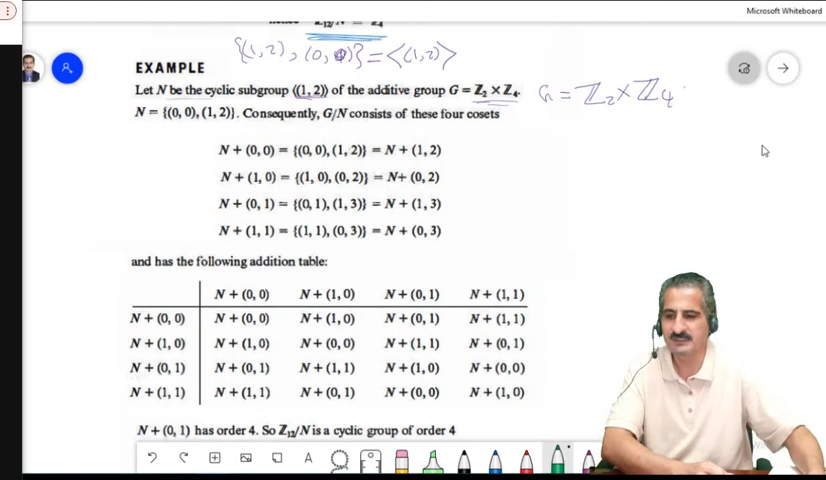 Microsoft Whiteboard
Z₁₂/N = Z₄
{(1,2), (0,0)} = <(1,2)>
EXAMPLE
Let N be the cyclic subgroup ⟨(1, 2)⟩ of the additive group G = Z₂ × Z₄.
G = Z₂ × Z₄
N = {(0, 0), (1, 2)}. Consequently, G/N consists of these four cosets
N + (0, 0) = {(0, 0), (1, 2)} = N + (1, 2)
N + (1, 0) = {(1, 0), (0, 2)} = N+ (0, 2)
N + (0, 1) = {(0, 1), (1, 3)} = N + (1, 3)
N + (1, 1) = {(1, 1), (0, 3)} = N + (0, 3)
and has the following addition table:
N + (0, 0) N + (1, 0) N + (0, 1) N + (1, 1)
N + (0, 0) N + (0, 0) N + (1, 0) N + (0, 1) N + (1, 1)
N + (1, 0) N + (1, 0) N + (0, 0) N + (1, 1) N + (0, 1)
N + (0, 1) N + (0, 1) N + (1, 1) N + (1, 0) N + (0,0)
N + (1, 1) N + (1, 1) N + (0, 1) N + (0, 0) N + (1, 0)
N + (0, 1) has order 4. So Z₁₂/N is a cyclic group of order 4
A